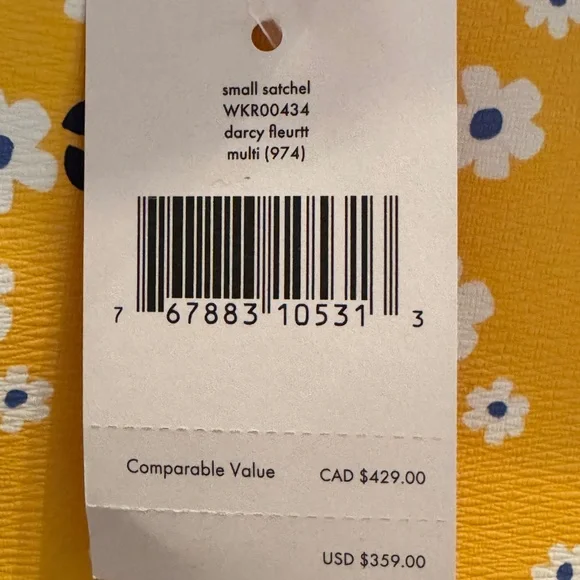 small satchel
WKR00434
darcy fleurtt
multi (974)
7 67883 10531 3
Comparable Value CAD $429.00
USD $359.00